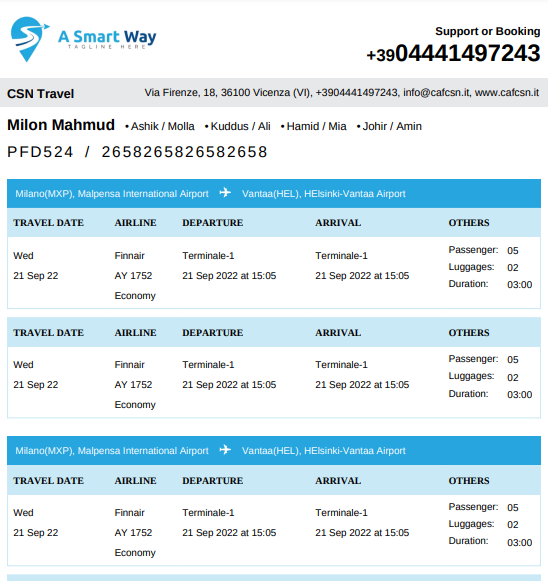 Support or Booking
A Smart Way
TAGLINE HERE
+3904441497243
CSN Travel Via Firenze, 18, 36100 Vicenza (VI), +3904441497243, info@cafcsn.it, www.cafcsn.it
Milon Mahmud • Ashik / Molla • Kuddus / Ali • Hamid / Mia • Johir / Amin
PFD524 / 2658265826582658
Milano(MXP), Malpensa International Airport Vantaa(HEL), HElsinki-Vantaa Airport
TRAVEL DATE AIRLINE DEPARTURE ARRIVAL OTHERS
Wed Finnair Terminale-1 Terminale-1 Passenger: 05
21 Sep 22 AY 1752 21 Sep 2022 at 15:05 21 Sep 2022 at 15:05 Luggages: 02
Economy Duration: 03:00
TRAVEL DATE AIRLINE DEPARTURE ARRIVAL OTHERS
Wed Finnair Terminale-1 Terminale-1 Passenger: 05
21 Sep 22 AY 1752 21 Sep 2022 at 15:05 21 Sep 2022 at 15:05 Luggages: 02
Economy Duration: 03:00
Milano(MXP), Malpensa International Airport Vantaa(HEL), HElsinki-Vantaa Airport
TRAVEL DATE AIRLINE DEPARTURE ARRIVAL OTHERS
Wed Finnair Terminale-1 Terminale-1 Passenger: 05
21 Sep 22 AY 1752 21 Sep 2022 at 15:05 21 Sep 2022 at 15:05 Luggages: 02
Economy Duration: 03:00